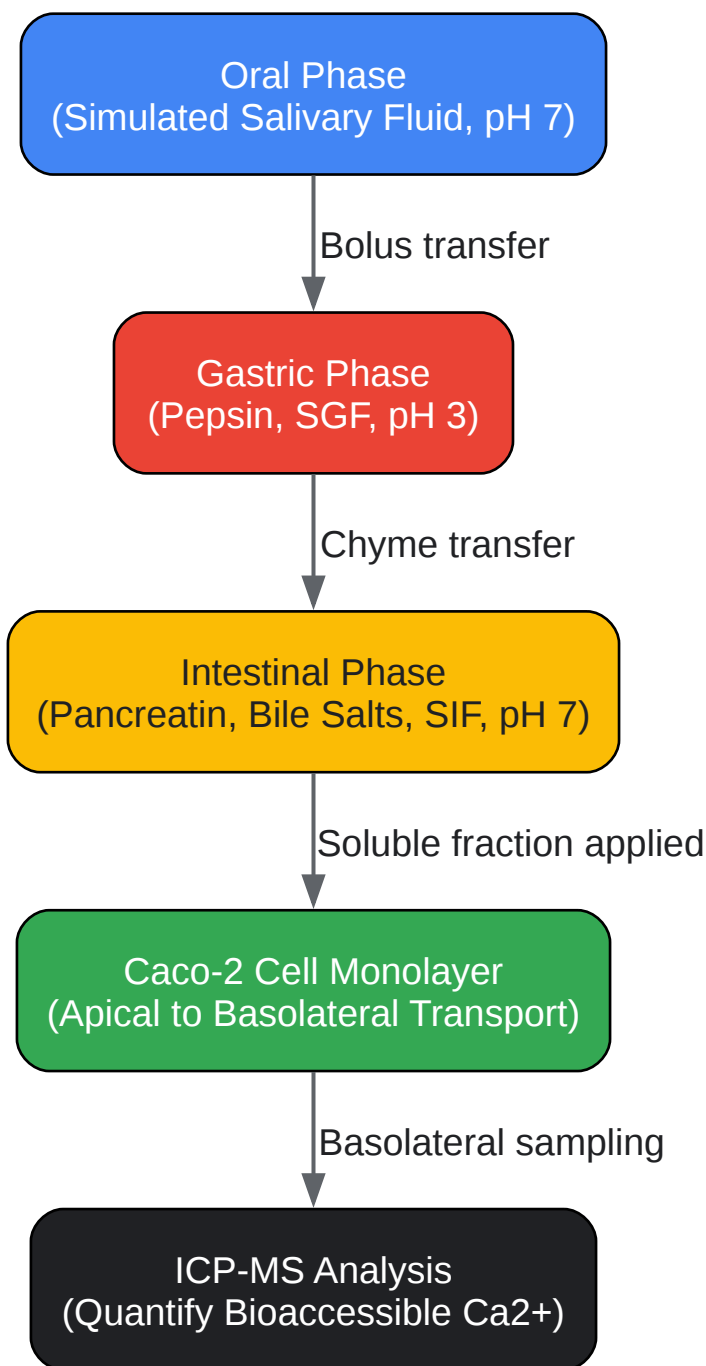 Oral Phase
(Simulated Salivary Fluid, pH 7)
Bolus transfer
Gastric Phase
(Pepsin, SGF, pH 3)
Chyme transfer
Intestinal Phase
(Pancreatin, Bile Salts, SIF, pH 7)
Soluble fraction applied
Caco-2 Cell Monolayer
(Apical to Basolateral Transport)
Basolateral sampling
ICP-MS Analysis
(Quantify Bioaccessible Ca2+)